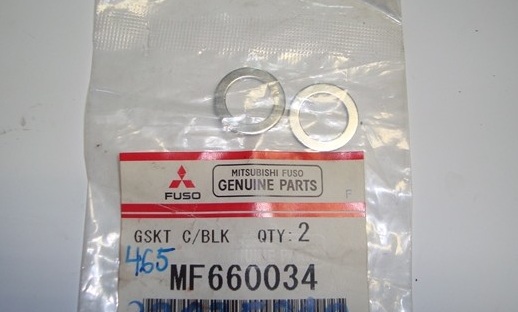 FUSO
MITSUBISHI FUSO
GENUINE PARTS
F
GSKT C/BLK QTY: 2
465
MF660034